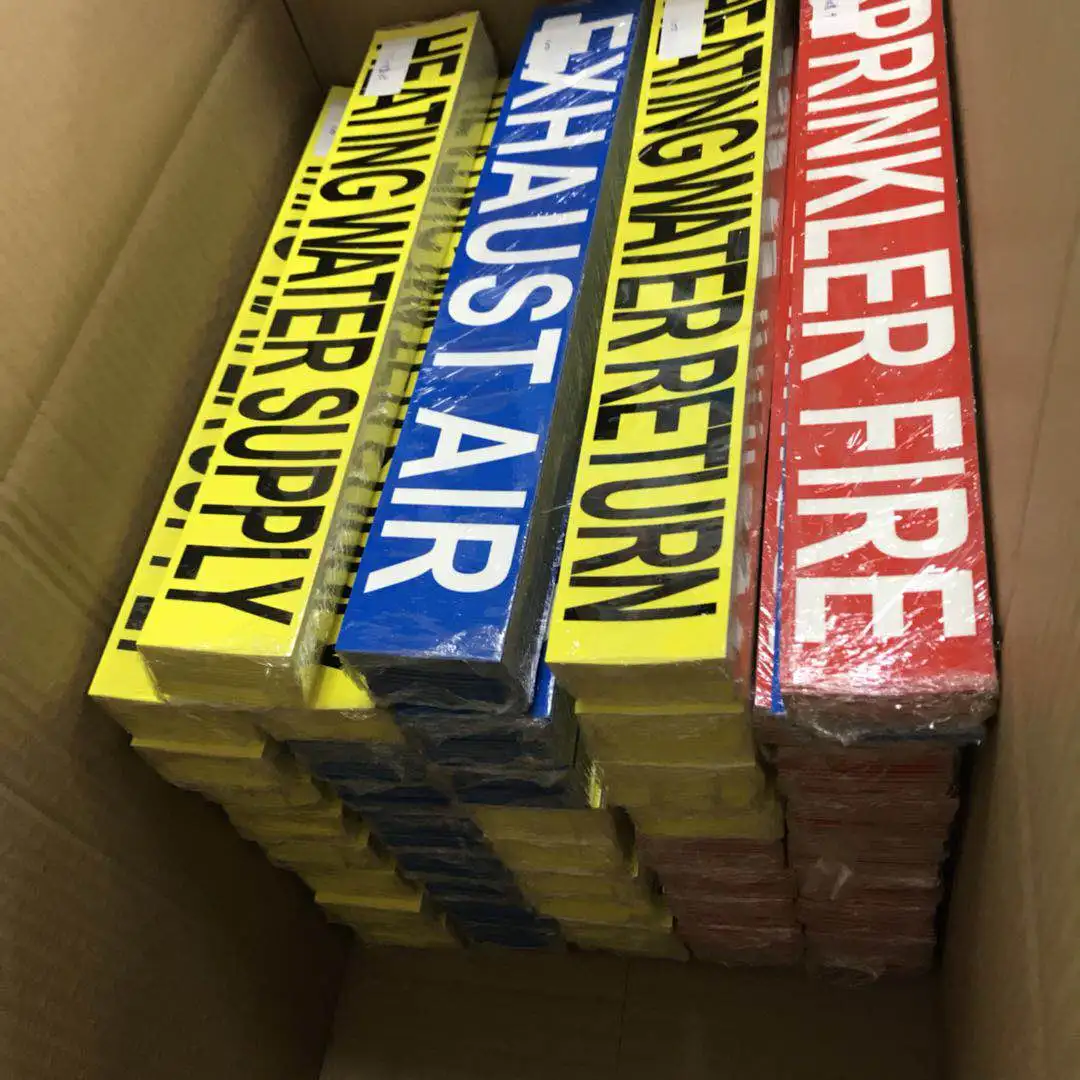 HEATING WATER SUPPLY
EXHAUST AIR
HEATING WATER RETURN
SPRINKLER FIRE